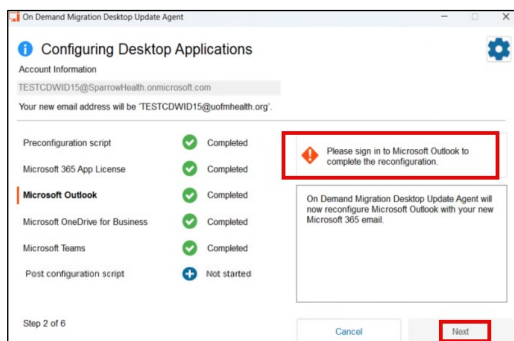 On Demand Migration Desktop Update Agent
Configuring Desktop Applications
Account Information
TESTCDWID15@SparrowHealth.onmicrosoft.com
Your new email address will be 'TESTCDWID15@uofmhealth.org'.
Preconfiguration script Completed
Microsoft 365 App License Completed
Microsoft Outlook Completed
Microsoft OneDrive for Business Completed
Microsoft Teams Completed
Post configuration script Not started
Please sign in to Microsoft Outlook to
complete the reconfiguration.
On Demand Migration Desktop Update Agent will
now reconfigure Microsoft Outlook with your new
Microsoft 365 email.
Step 2 of 6
Cancel Next